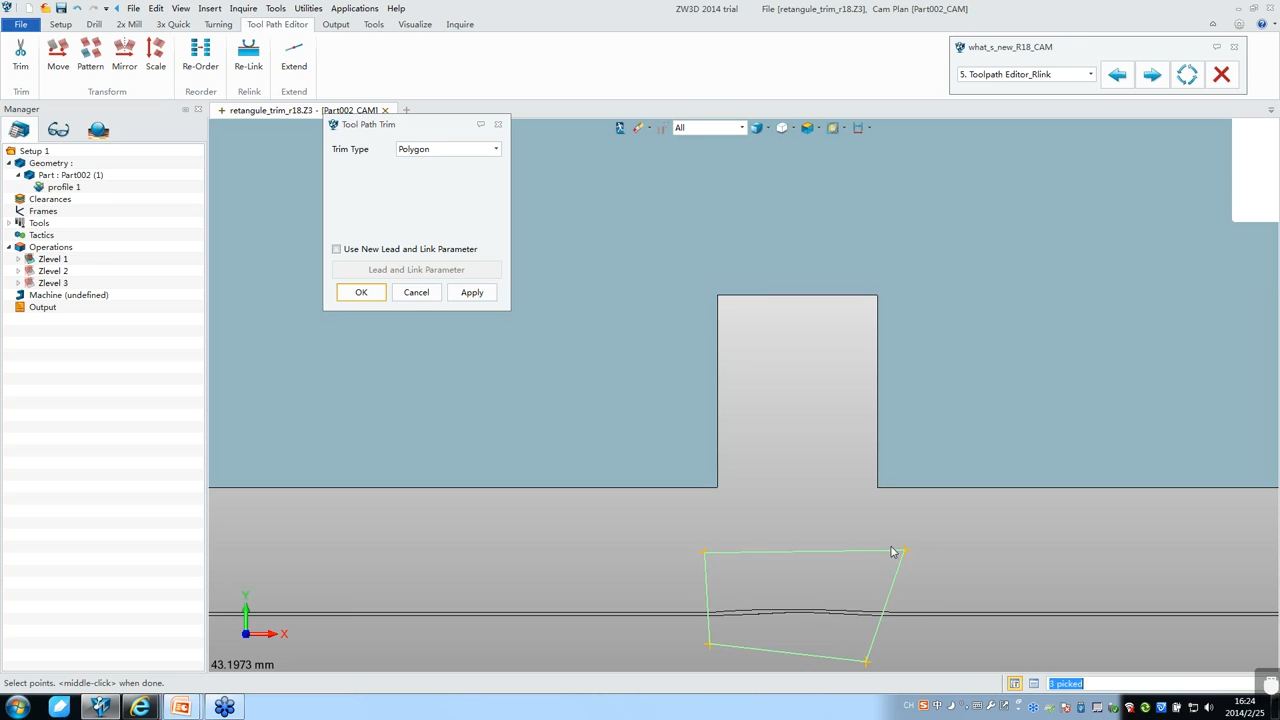 File Edit View Insert Inquire Tools Utilities Applications Help
ZW3D 2014 trial
File [retangule_trim_r18.Z3], Cam Plan [Part002_CAM]
File Setup Drill 2x Mill 3x Quick Turning Tool Path Editor Output Tools Visualize Inquire
Trim Move Pattern Mirror Scale Re-Order Re-Link Extend
Trim Transform Reorder Relink Extend
what_s_new_R18_CAM
5. Toolpath Editor_Rlink
Manager
retangule_trim_r18.Z3 - [Part002_CAM]
Tool Path Trim
Trim Type Polygon
Use New Lead and Link Parameter
Lead and Link Parameter
OK Cancel Apply
All
Setup 1
Geometry :
Part : Part002 (1)
profile 1
Clearances
Frames
Tools
Tactics
Operations
Zlevel 1
Zlevel 2
Zlevel 3
Machine (undefined)
Output
Y
X
43.1973 mm
Select points. <middle-click> when done.
3 picked
CH
中
16:24
2014/2/25